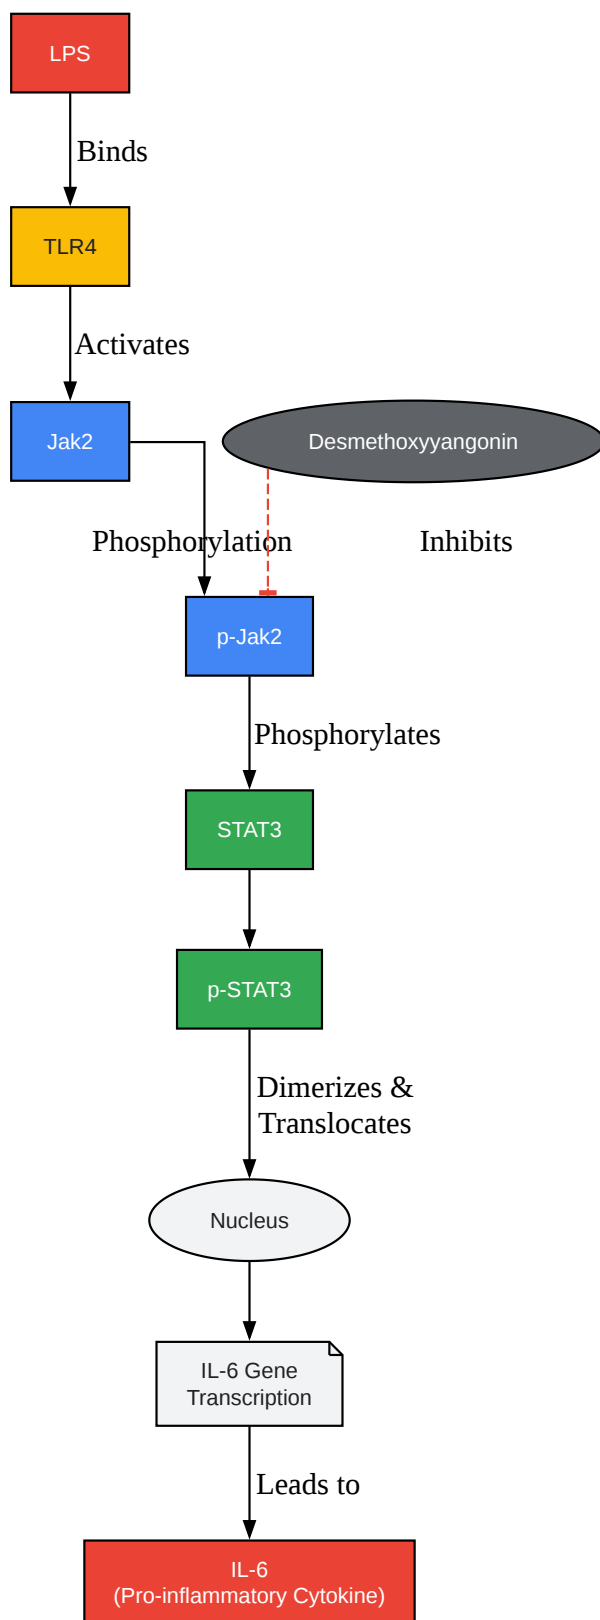 LPS
Binds
TLR4
Activates
Jak2
Desmethoxyyangonin
Phosphorylation
Inhibits
p-Jak2
Phosphorylates
STAT3
p-STAT3
Dimerizes &
Translocates
Nucleus
IL-6 Gene
Transcription
Leads to
IL-6
(Pro-inflammatory Cytokine)